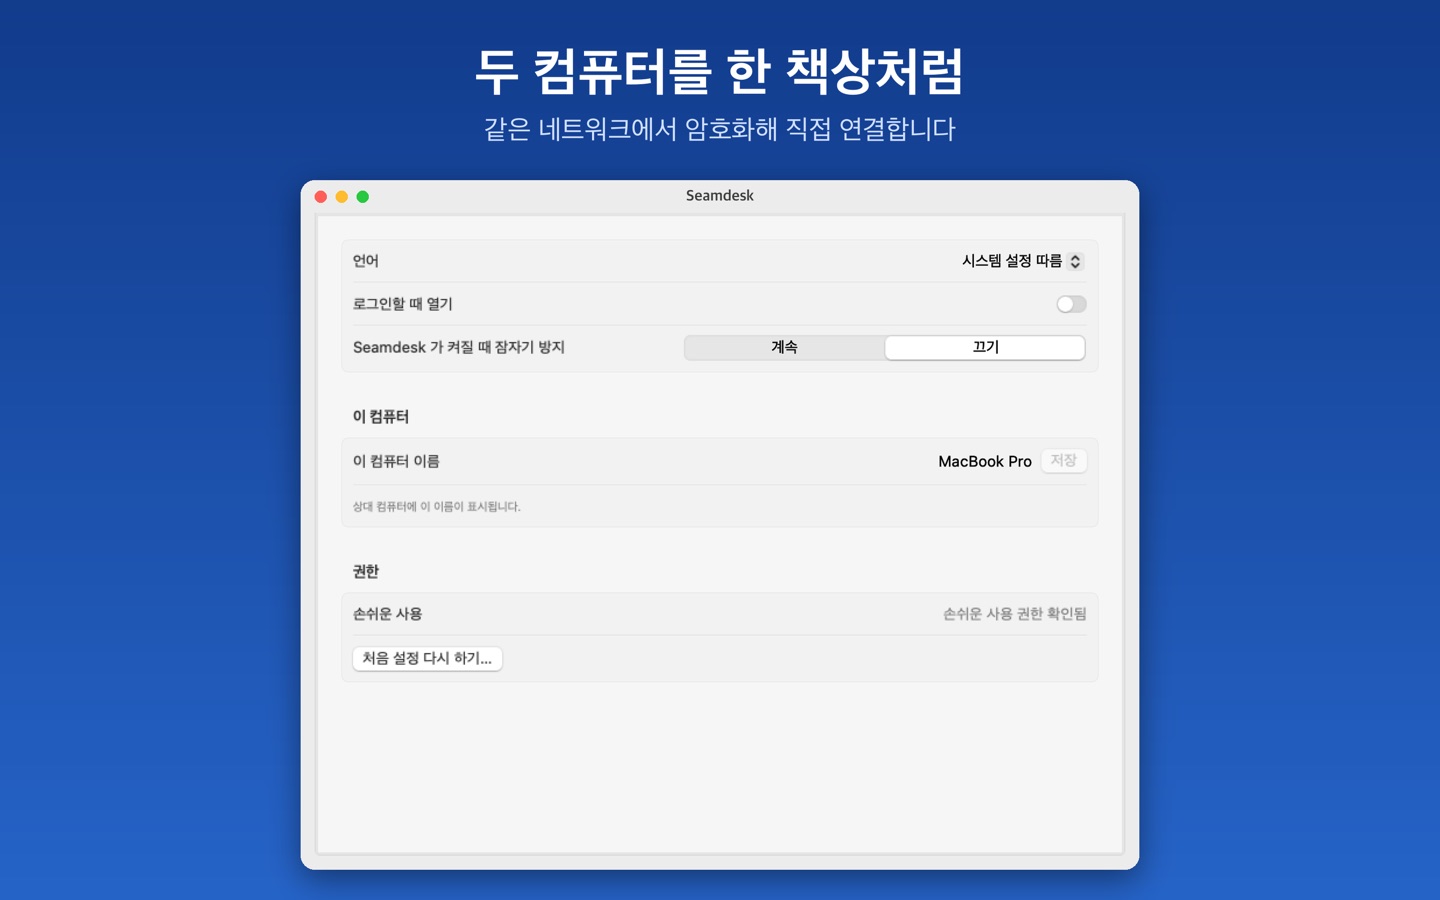 두 컴퓨터를 한 책상처럼
같은 네트워크에서 암호화해 직접 연결합니다
Seamdesk
언어 시스템 설정 따름
로그인할 때 열기
Seamdesk 가 켜질 때 잠자기 방지 계속 끄기
이 컴퓨터
이 컴퓨터 이름 MacBook Pro 저장
상대 컴퓨터에 이 이름이 표시됩니다.
권한
손쉬운 사용 손쉬운 사용 권한 확인됨
처음 설정 다시 하기...